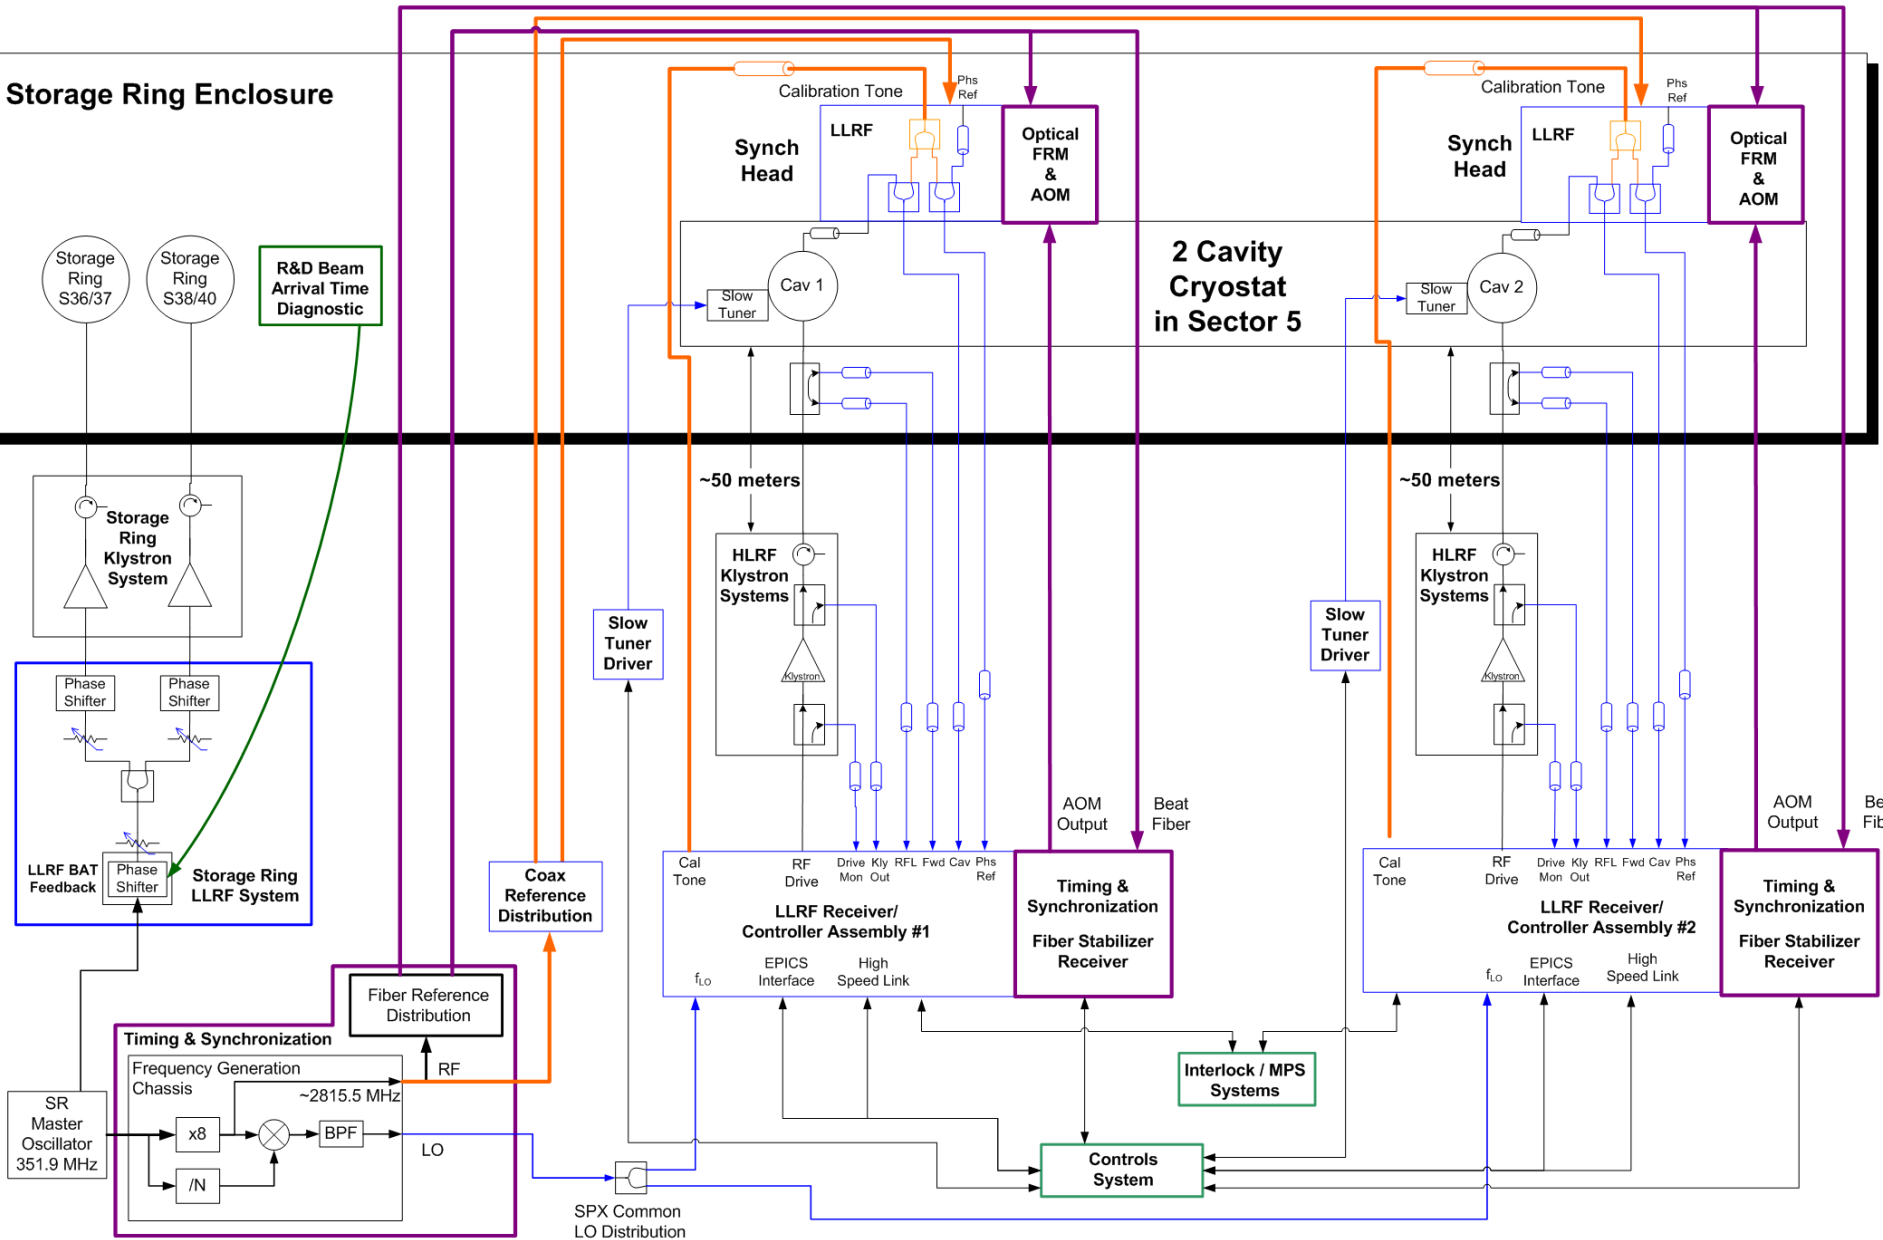 Storage Ring Enclosure
Calibration Tone
Phs
Ref
LLRF
Synch
Head
Optical
FRM
&
AOM
Calibration Tone
Phs
Ref
LLRF
Synch
Head
Optical
FRM
&
AOM
Storage
Ring
S36/37
Storage
Ring
S38/40
R&D Beam
Arrival Time
Diagnostic
Slow
Tuner
Cav 1
2 Cavity
Cryostat
in Sector 5
Slow
Tuner
Cav 2
~50 meters
~50 meters
Storage
Ring
Klystron
System
HLRF
Klystron
Systems
Klystron
HLRF
Klystron
Systems
Klystron
Slow
Tuner
Driver
Slow
Tuner
Driver
Phase
Shifter
Phase
Shifter
LLRF BAT
Feedback
Phase
Shifter
Storage Ring
LLRF System
Coax
Reference
Distribution
AOM
Output
Beat
Fiber
AOM
Output
Be
Fib
Cal
Tone
RF
Drive
Drive
Mon
Kly
Out
RFL
Fwd
Cav
Phs
Ref
LLRF Receiver/
Controller Assembly #1
fLO
EPICS
Interface
High
Speed Link
Timing &
Synchronization
Fiber Stabilizer
Receiver
Cal
Tone
RF
Drive
Drive
Mon
Kly
Out
RFL
Fwd
Cav
Phs
Ref
LLRF Receiver/
Controller Assembly #2
fLO
EPICS
Interface
High
Speed Link
Timing &
Synchronization
Fiber Stabilizer
Receiver
Fiber Reference
Distribution
Timing & Synchronization
Frequency Generation
Chassis
RF
~2815.5 MHz
SR
Master
Oscillator
351.9 MHz
x8
BPF
LO
/N
SPX Common
LO Distribution
Interlock / MPS
Systems
Controls
System